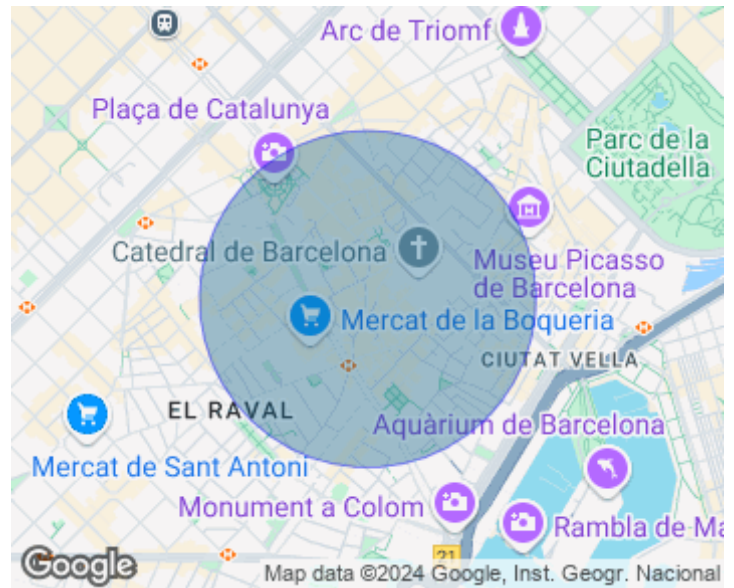 Arc de Triomf
Plaça de Catalunya
Parc de la
Ciutadella
Catedral de Barcelona
Museu Picasso
de Barcelona
Mercat de la Boqueria
CIUTAT VELLA
EL RAVAL
Aquàrium de Barcelona
Mercat de Sant Antoni
Monument a Colom
Rambla de Ma
21
Google
Map data ©2024 Google, Inst. Geogr. Nacional